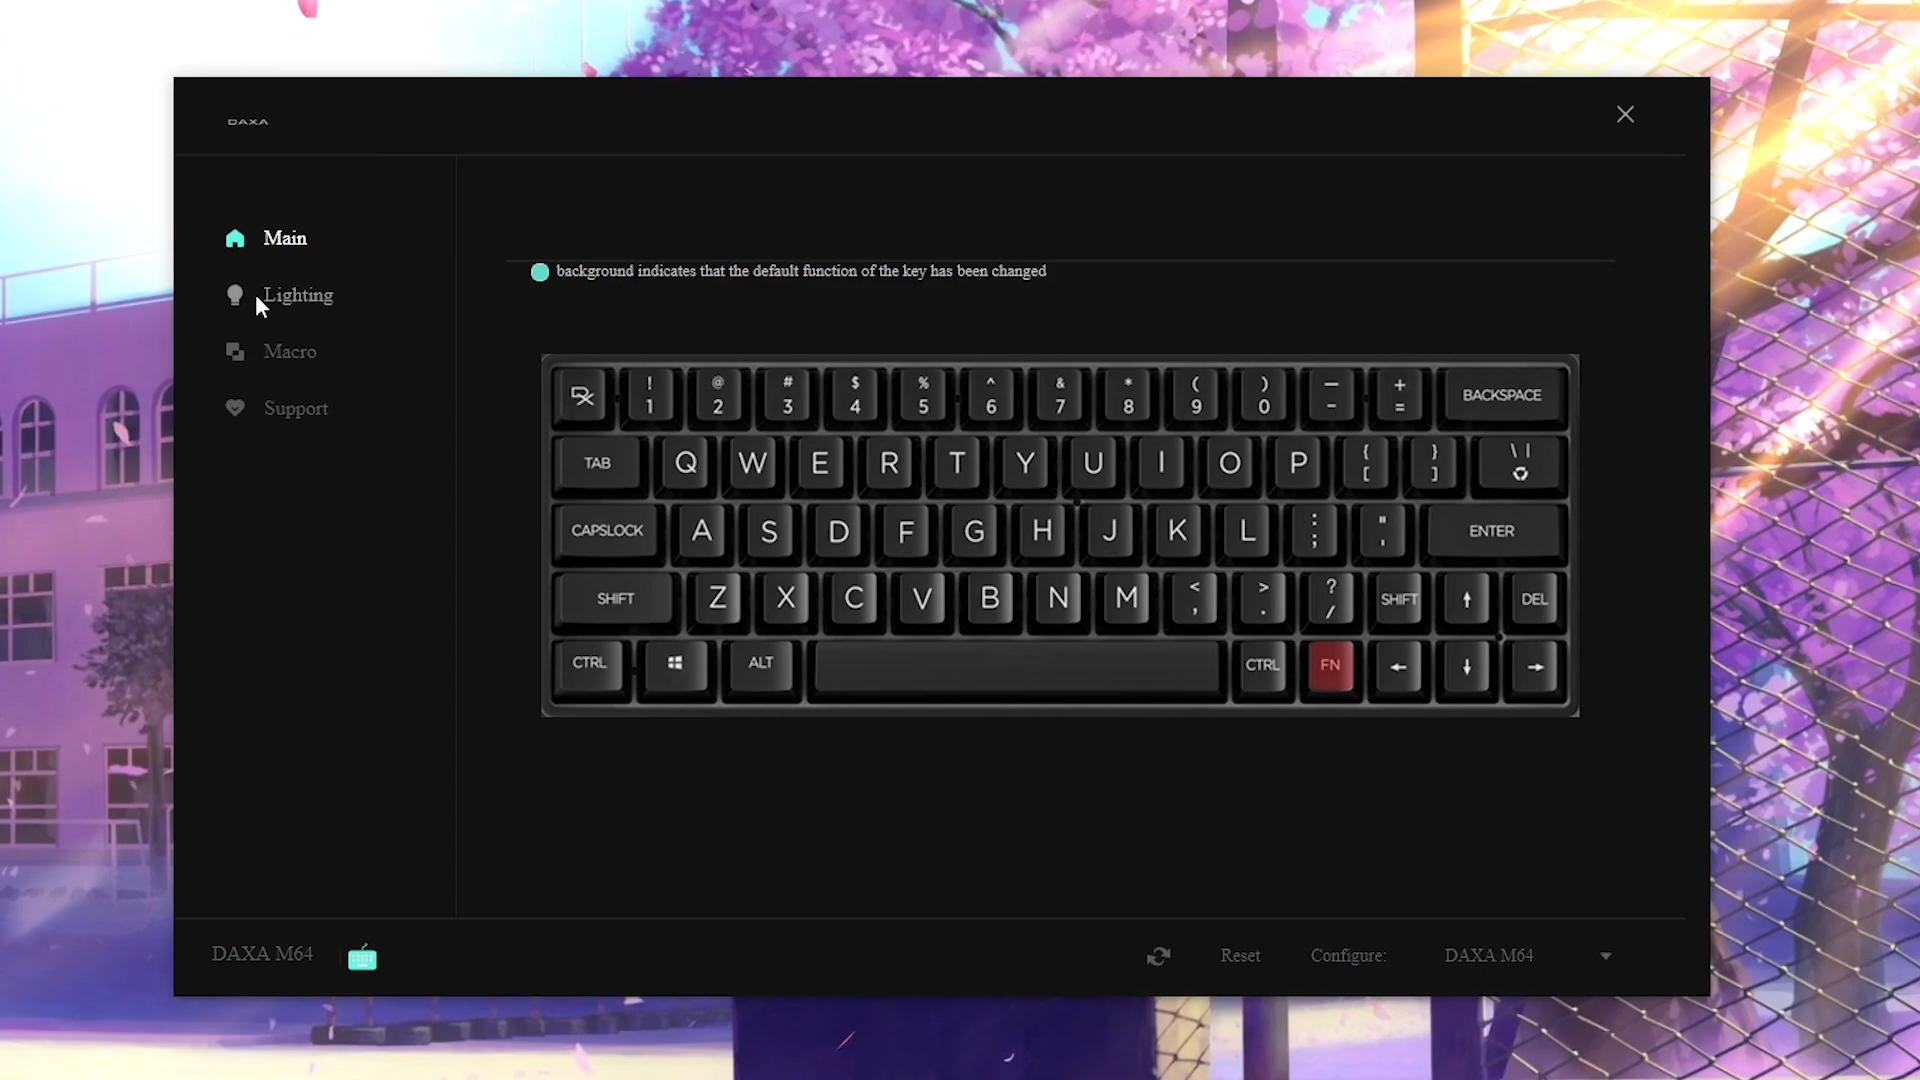 DAXA
Main
Lighting
Macro
Support
background indicates that the default function of the key has been changed
! 1 @ 2 # 3 $ 4 % 5 ^ 6 & 7 * 8 ( 9 ) 0 — - + = BACKSPACE
TAB Q W E R T Y U I O P { [ } ] \ |
CAPSLOCK A S D F G H J K L : ; " ' ENTER
SHIFT Z X C V B N M < , > . ? / SHIFT ↑ DEL
CTRL ALT CTRL FN ← ↓ →
DAXA M64 Reset Configure: DAXA M64